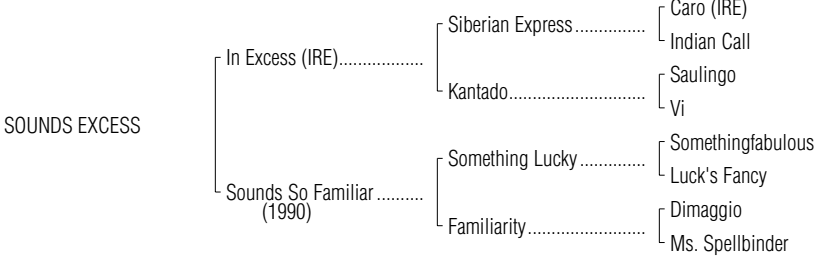 Caro (IRE)
Siberian Express...............
Indian Call
In Excess (IRE)..................
Saulingo
Kantado.............................
Vi
SOUNDS EXCESS
Somethingfabulous
Something Lucky..............
Luck's Fancy
Sounds So Familiar..........
(1990)
Dimaggio
Familiarity.........................
Ms. Spellbinder